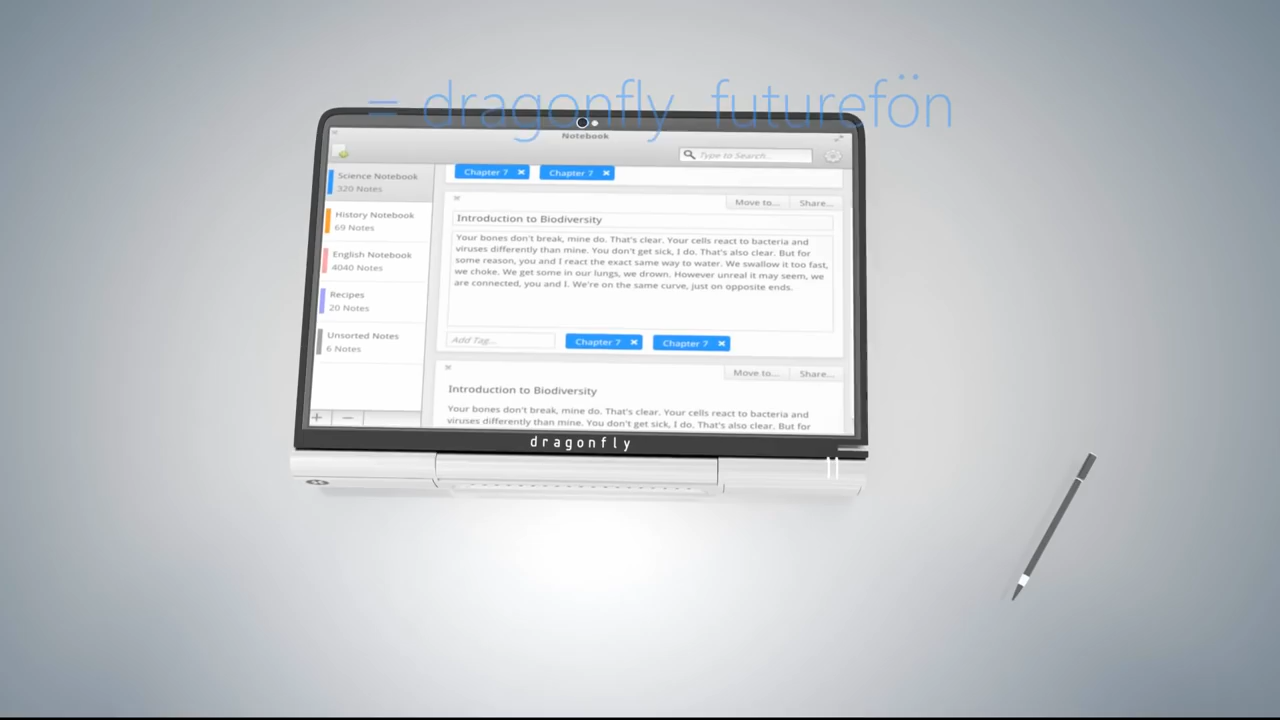 = dragonfly futurefön
Notebook
Type to Search...
Science Notebook
320 Notes
History Notebook
69 Notes
English Notebook
4040 Notes
Recipes
20 Notes
Unsorted Notes
6 Notes
Chapter 7 Chapter 7
Move to... Share...
Introduction to Biodiversity
Your bones don't break, mine do. That's clear. Your cells react to bacteria and
viruses differently than mine. You don't get sick, I do. That's also clear. But for
some reason, you and I react the exact same way to water. We swallow it too fast,
we choke. We get some in our lungs, we drown. However unreal it may seem, we
are connected, you and I. We're on the same curve, just on opposite ends.
Add Tag... Chapter 7 Chapter 7
Move to... Share...
Introduction to Biodiversity
Your bones don't break, mine do. That's clear. Your cells react to bacteria and
viruses differently than mine. You don't get sick, I do. That's also clear. But for
dragonfly